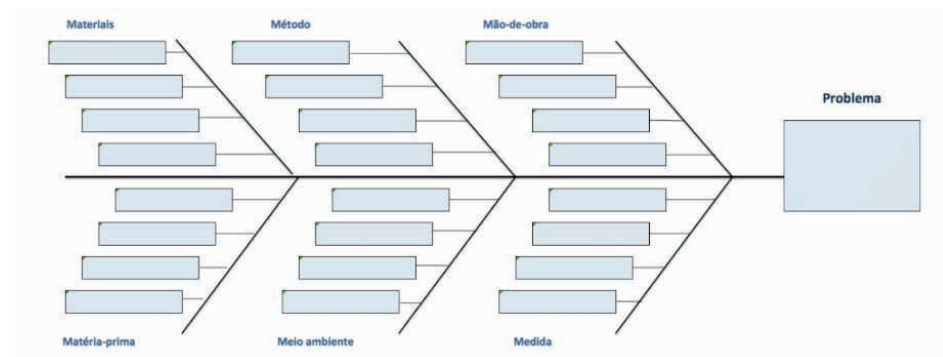 Materiais
Método
Mão-de-obra
Problema
Matéria-prima
Meio ambiente
Medida